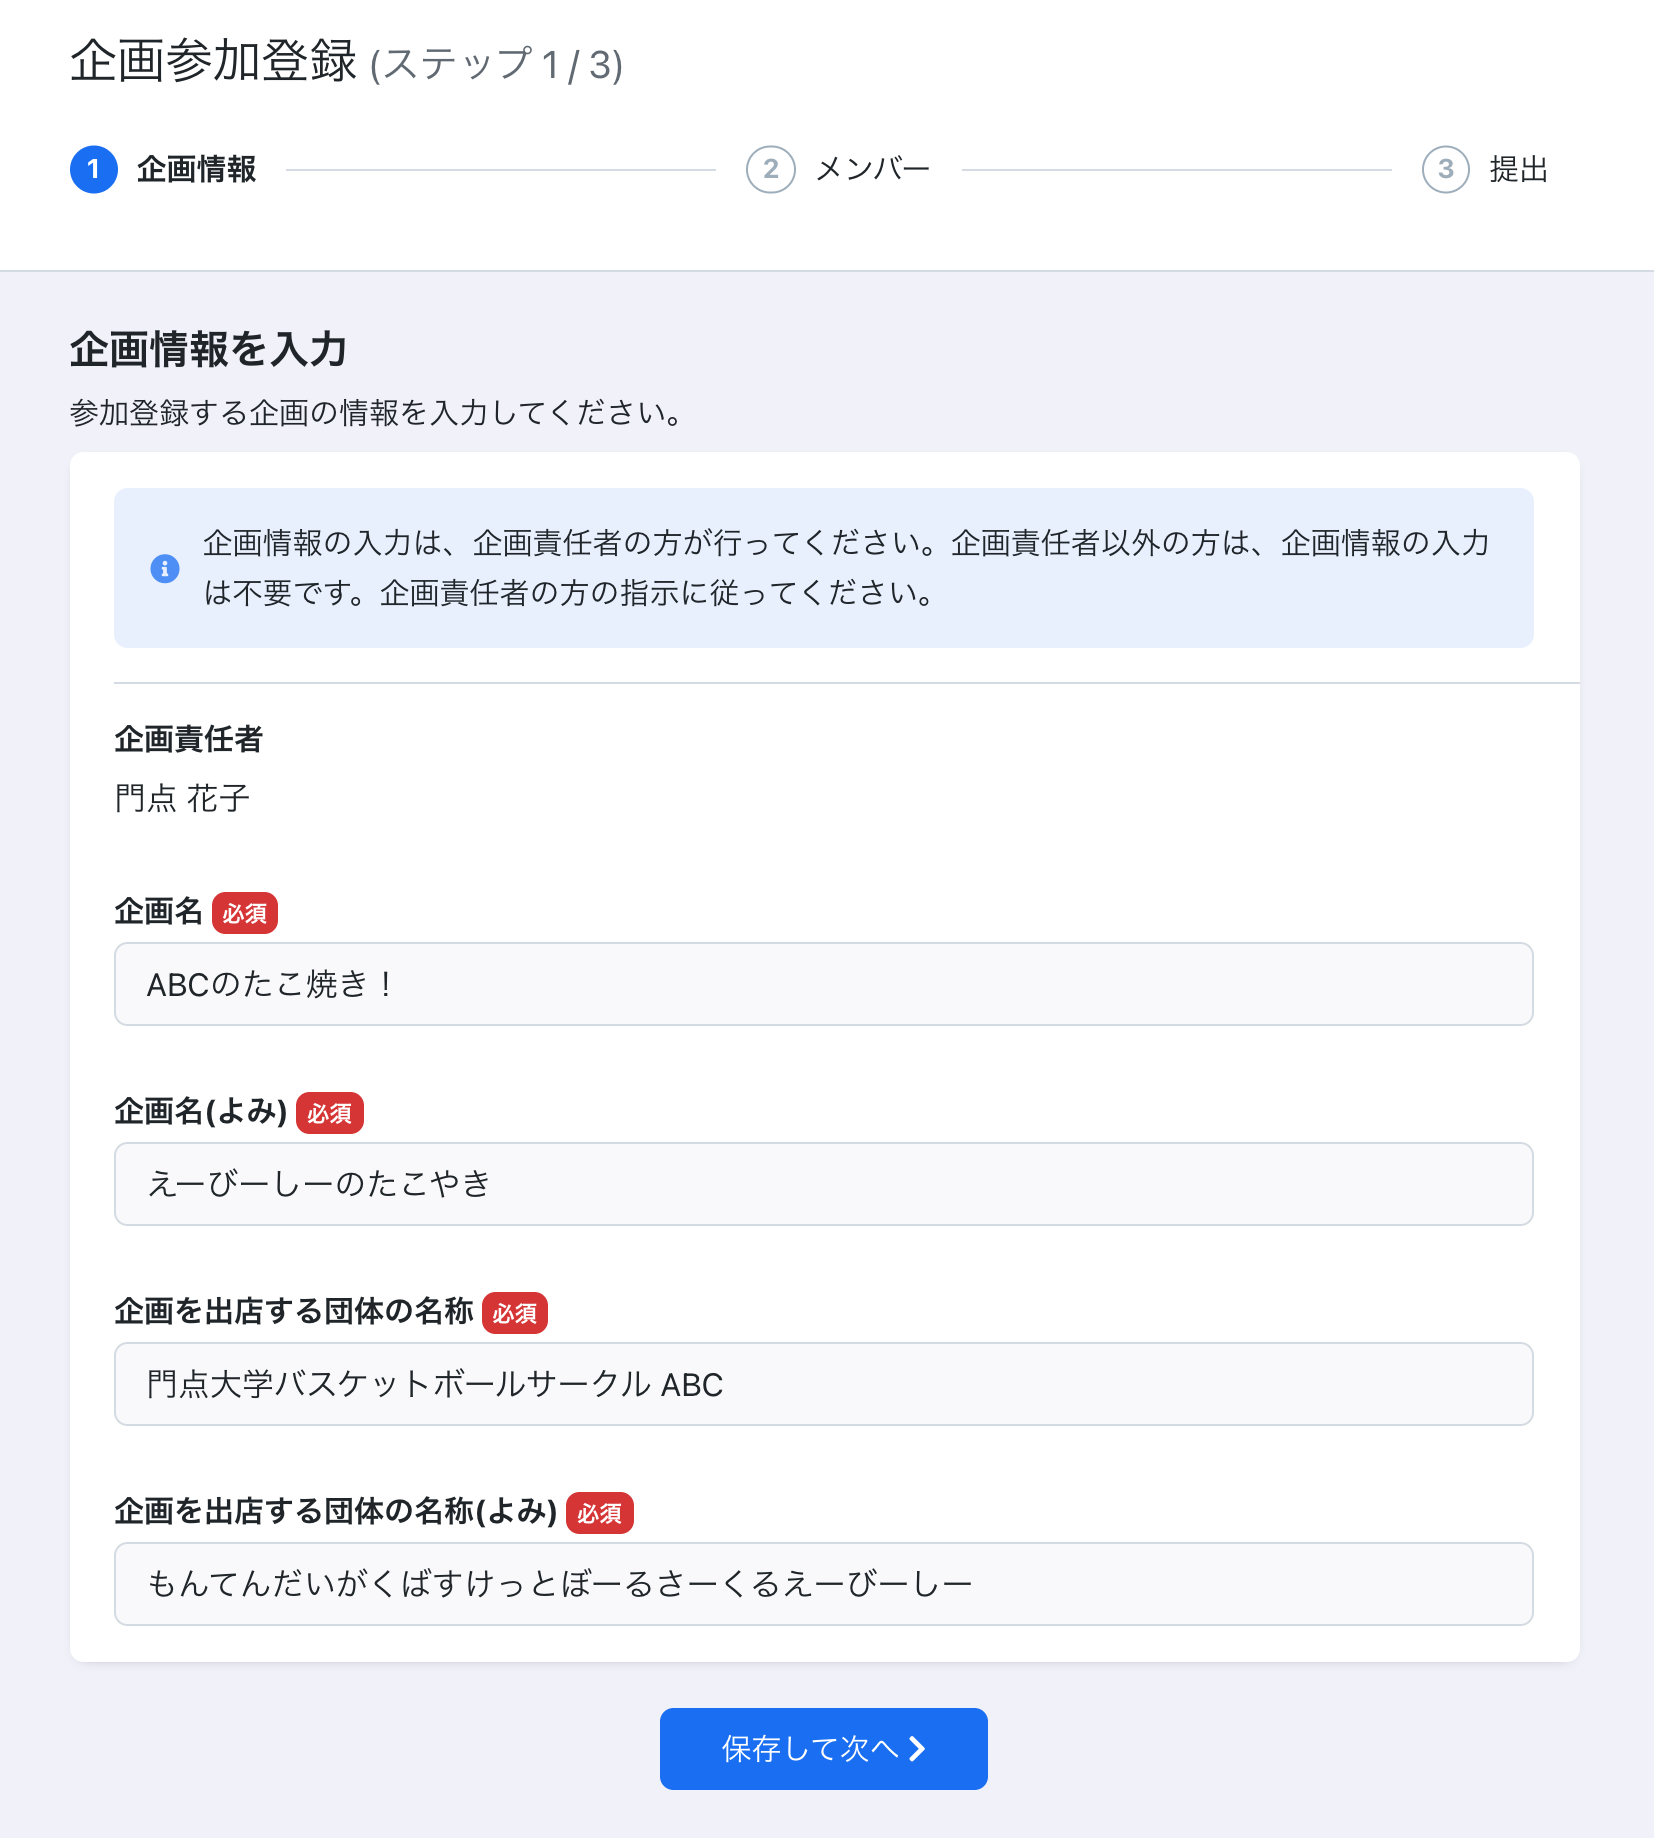 企画参加登録 (ステップ 1 / 3)
1 企画情報 2 メンバー 3 提出
企画情報を入力
参加登録する企画の情報を入力してください。
企画情報の入力は、企画責任者の方が行ってください。企画責任者以外の方は、企画情報の入力
は不要です。企画責任者の方の指示に従ってください。
企画責任者
門点 花子
企画名 必須
ABCのたこ焼き！
企画名(よみ) 必須
えーびーしーのたこやき
企画を出店する団体の名称 必須
門点大学バスケットボールサークル ABC
企画を出店する団体の名称(よみ) 必須
もんてんだいがくばすけっとぼーるさーくるえーびーしー
保存して次へ